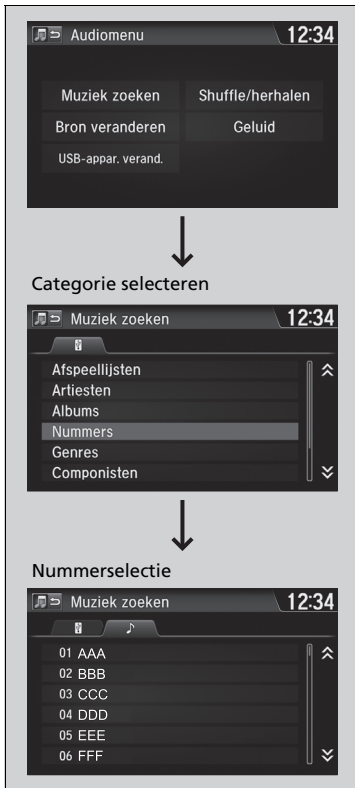 Audiomenu 12:34
Muziek zoeken Shuffle/herhalen
Bron veranderen Geluid
USB-appar. verand.
Categorie selecteren
Muziek zoeken 12:34
Afspeellijsten
Artiesten
Albums
Nummers
Genres
Componisten
Nummerselectie
Muziek zoeken 12:34
01 AAA
02 BBB
03 CCC
04 DDD
05 EEE
06 FFF